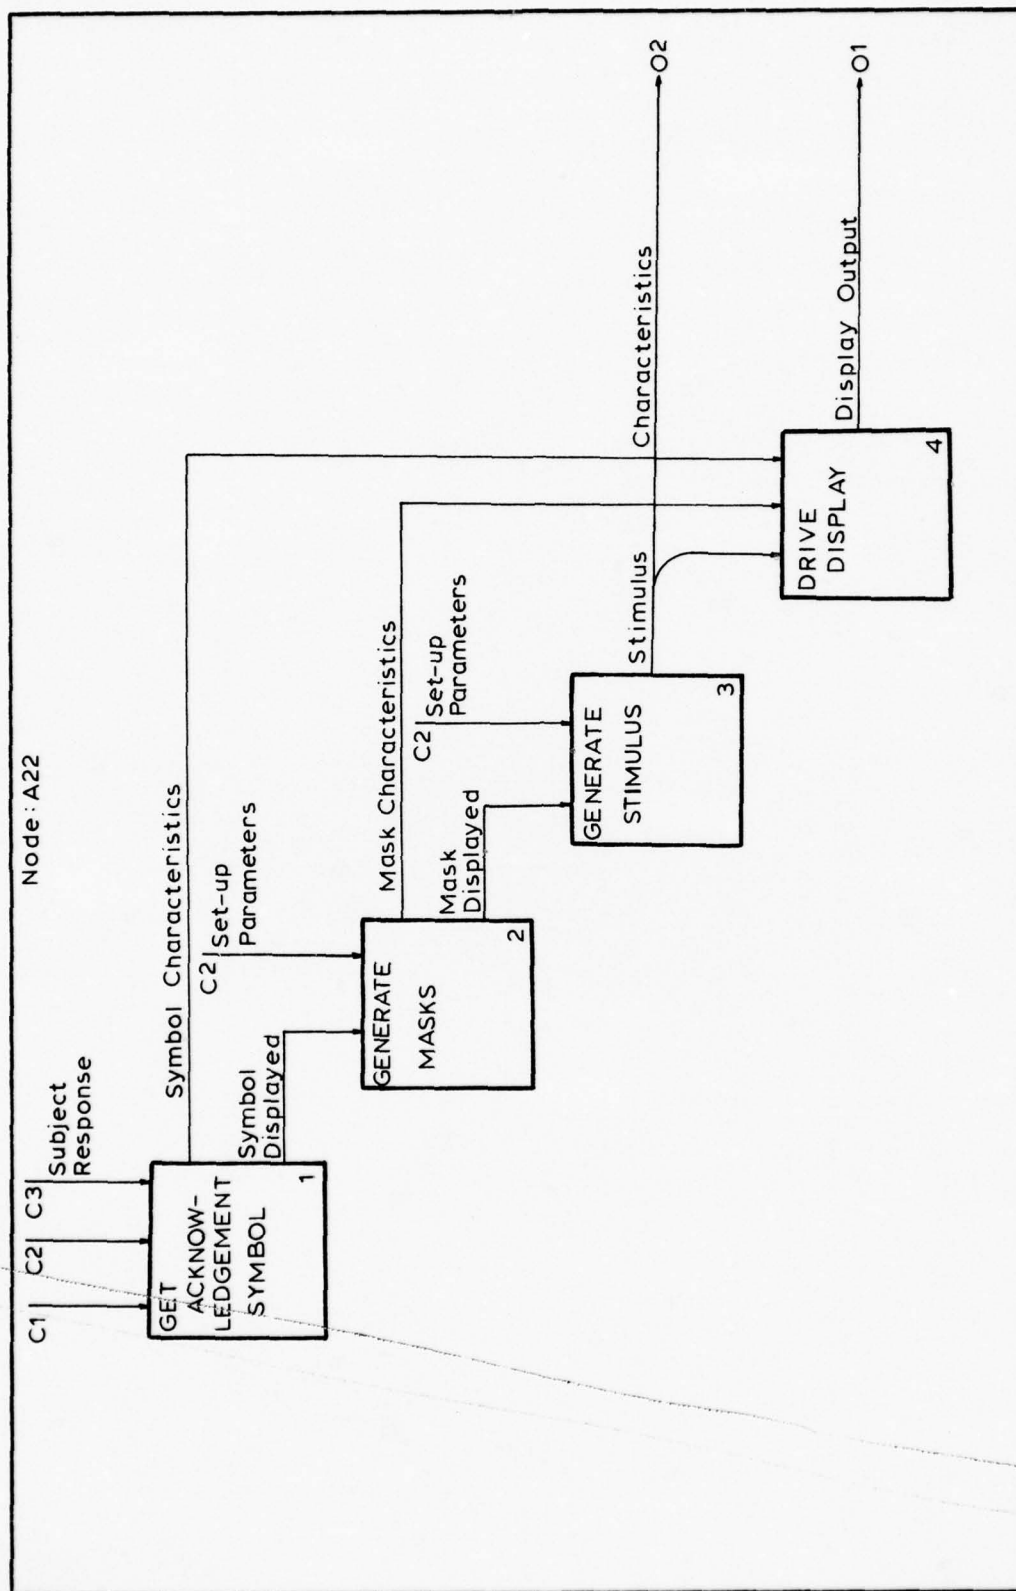 Node: A22
C1
C2
C3
Subject
Response
GET
ACKNOW-
LEDGEMENT
SYMBOL
1
Symbol Characteristics
Symbol
Displayed
C2
Set-up
Parameters
GENERATE
MASKS
2
Mask Characteristics
Mask
Displayed
C2
Set-up
Parameters
GENERATE
STIMULUS
3
Stimulus Characteristics
O2
DRIVE
DISPLAY
4
Display Output
O1